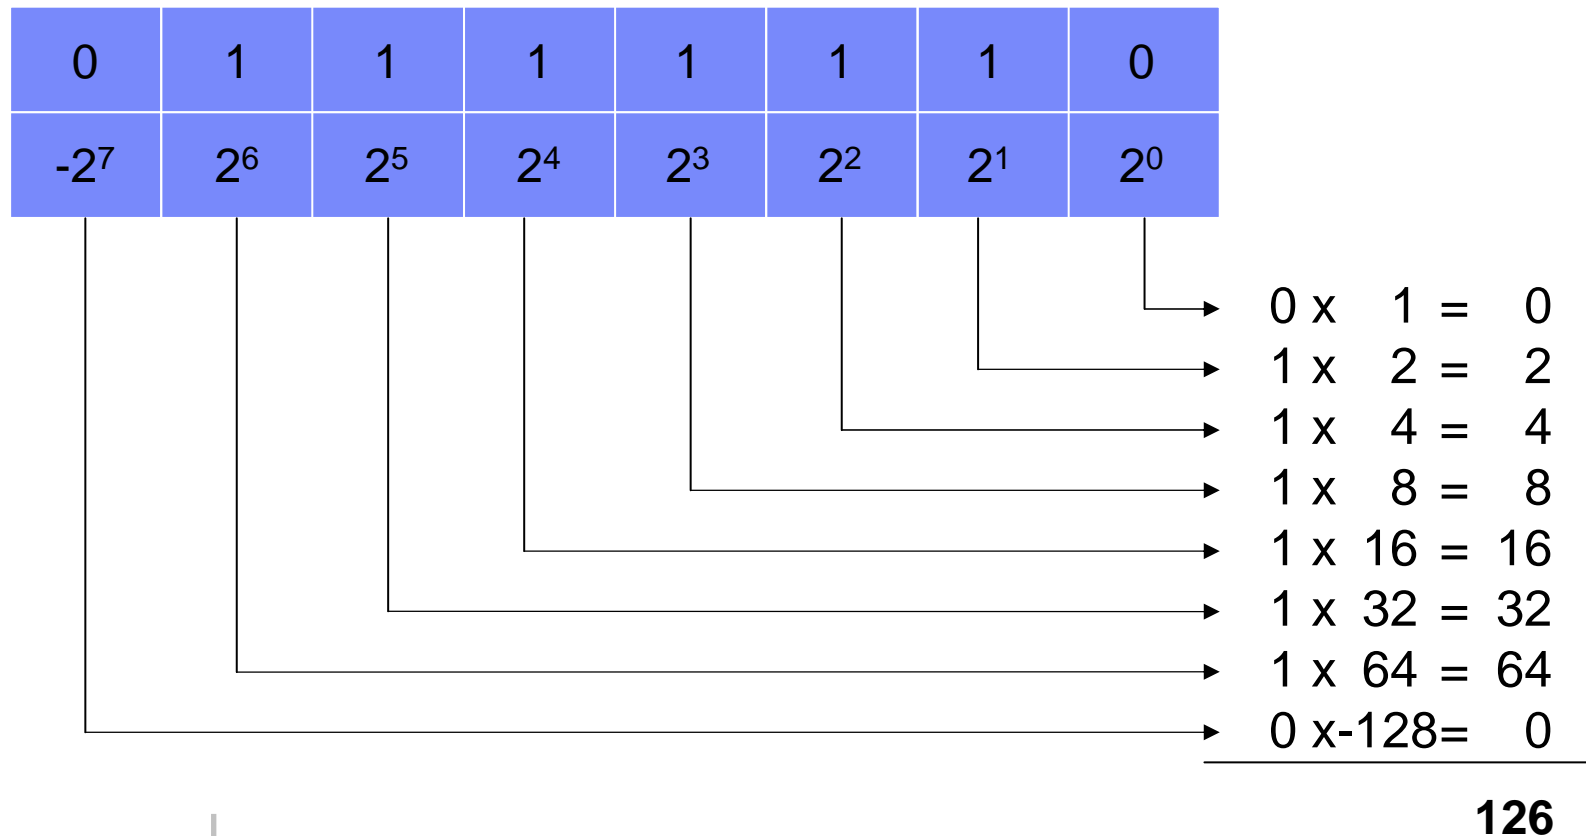 0 1 1 1 1 1 1 0
-2⁷ 2⁶ 2⁵ 2⁴ 2³ 2² 2¹ 2⁰
0 x 1 = 0
1 x 2 = 2
1 x 4 = 4
1 x 8 = 8
1 x 16 = 16
1 x 32 = 32
1 x 64 = 64
0 x-128= 0
126